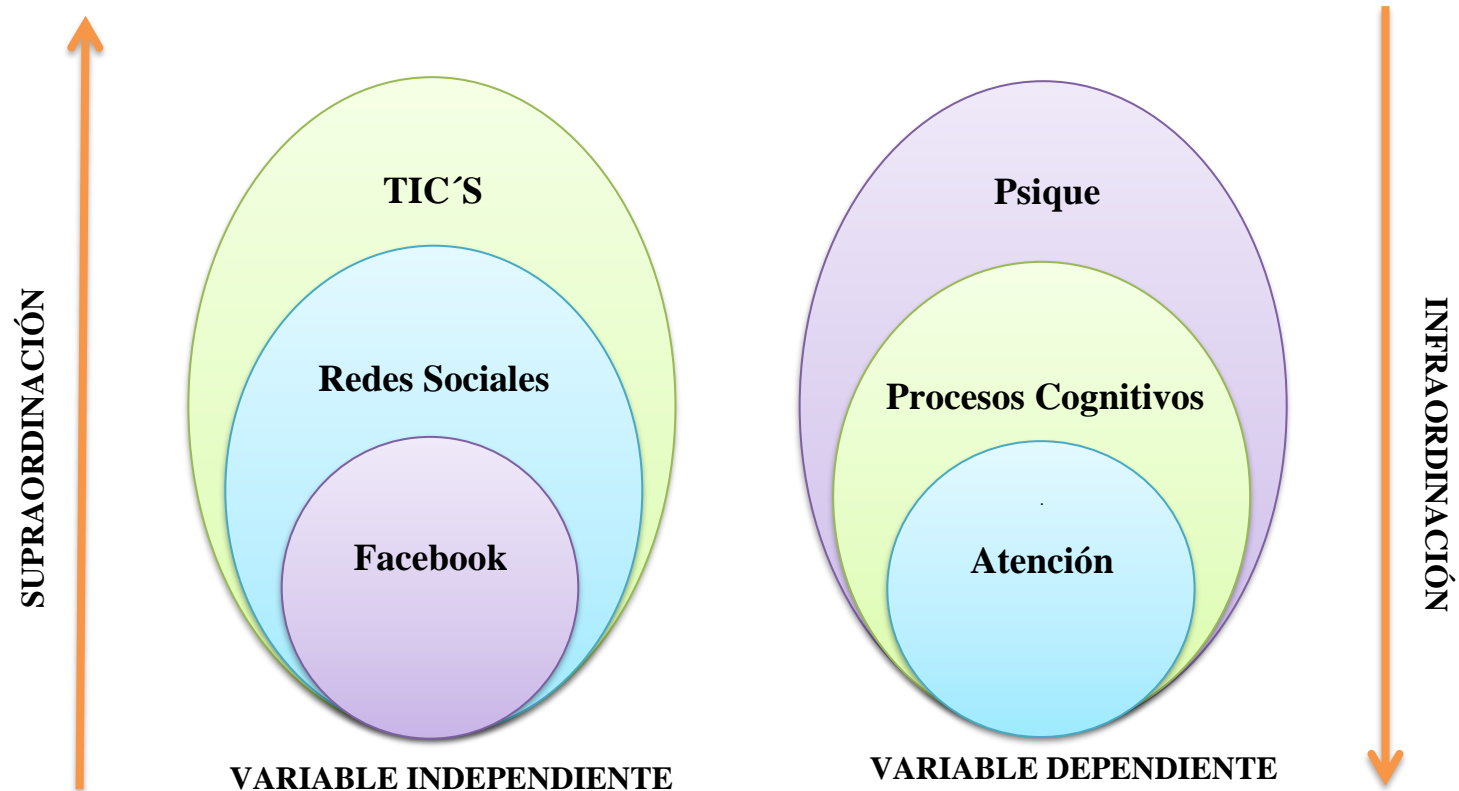 SUPRAORDINACIÓN
TIC´S
Redes Sociales
Facebook
VARIABLE INDEPENDIENTE
Psique
Procesos Cognitivos
.
Atención
VARIABLE DEPENDIENTE
INFRAORDINACIÓN